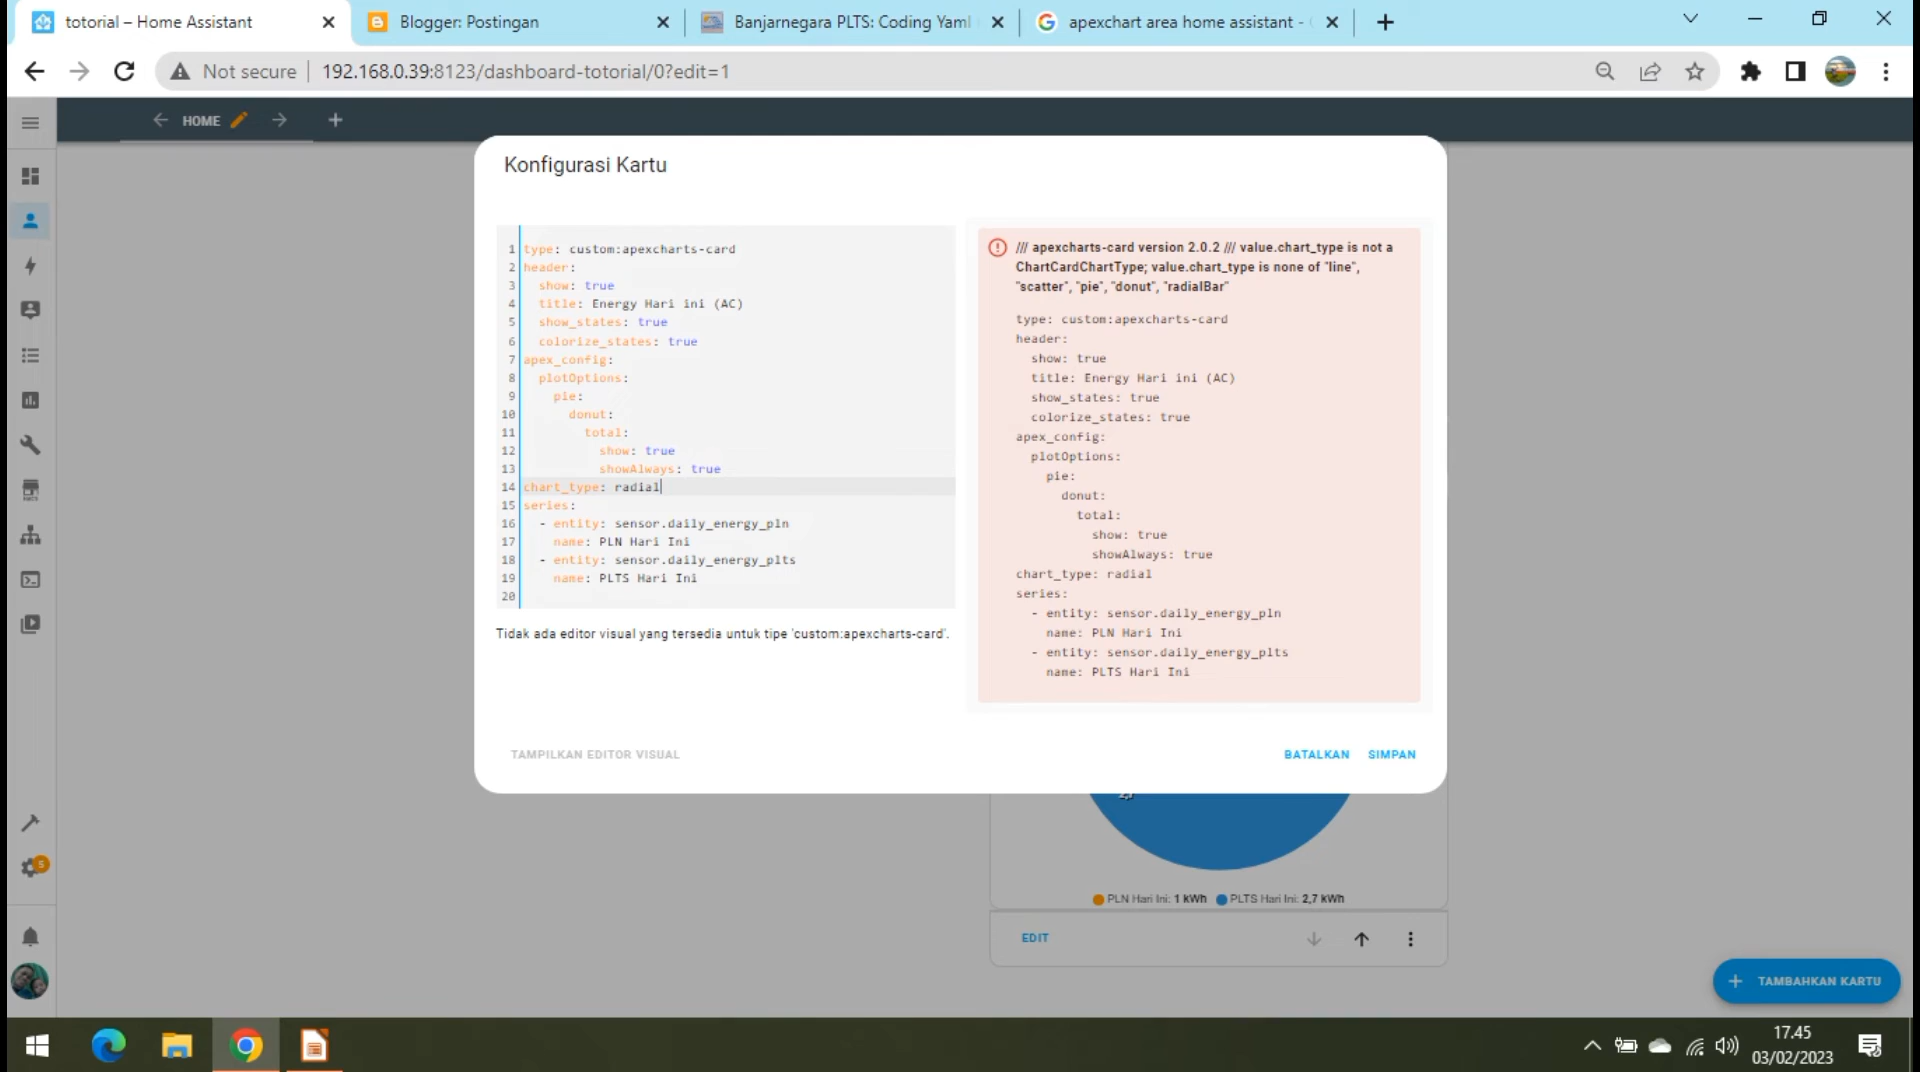 totorial – Home Assistant
Blogger: Postingan
Banjarnegara PLTS: Coding Yaml
apexchart area home assistant -
Not secure
192.168.0.39:8123/dashboard-totorial/0?edit=1
HOME
Konfigurasi Kartu
1 type: custom:apexcharts-card
2 header:
3 show: true
4 title: Energy Hari ini (AC)
5 show_states: true
6 colorize_states: true
7 apex_config:
8 plotOptions:
9 pie:
10 donut:
11 total:
12 show: true
13 showAlways: true
14 chart_type: radial
15 series:
16 - entity: sensor.daily_energy_pln
17 name: PLN Hari Ini
18 - entity: sensor.daily_energy_plts
19 name: PLTS Hari Ini
20
Tidak ada editor visual yang tersedia untuk tipe 'custom:apexcharts-card'.
/// apexcharts-card version 2.0.2 /// value.chart_type is not a
ChartCardChartType; value.chart_type is none of "line",
"scatter", "pie", "donut", "radialBar"
type: custom:apexcharts-card
header:
show: true
title: Energy Hari ini (AC)
show_states: true
colorize_states: true
apex_config:
plotOptions:
pie:
donut:
total:
show: true
showAlways: true
chart_type: radial
series:
- entity: sensor.daily_energy_pln
name: PLN Hari Ini
- entity: sensor.daily_energy_plts
name: PLTS Hari Ini
TAMPILKAN EDITOR VISUAL
BATALKAN
SIMPAN
PLN Hari Ini: 1 kWh PLTS Hari Ini: 2,7 kWh
EDIT
5
TAMBAHKAN KARTU
17.45
03/02/2023